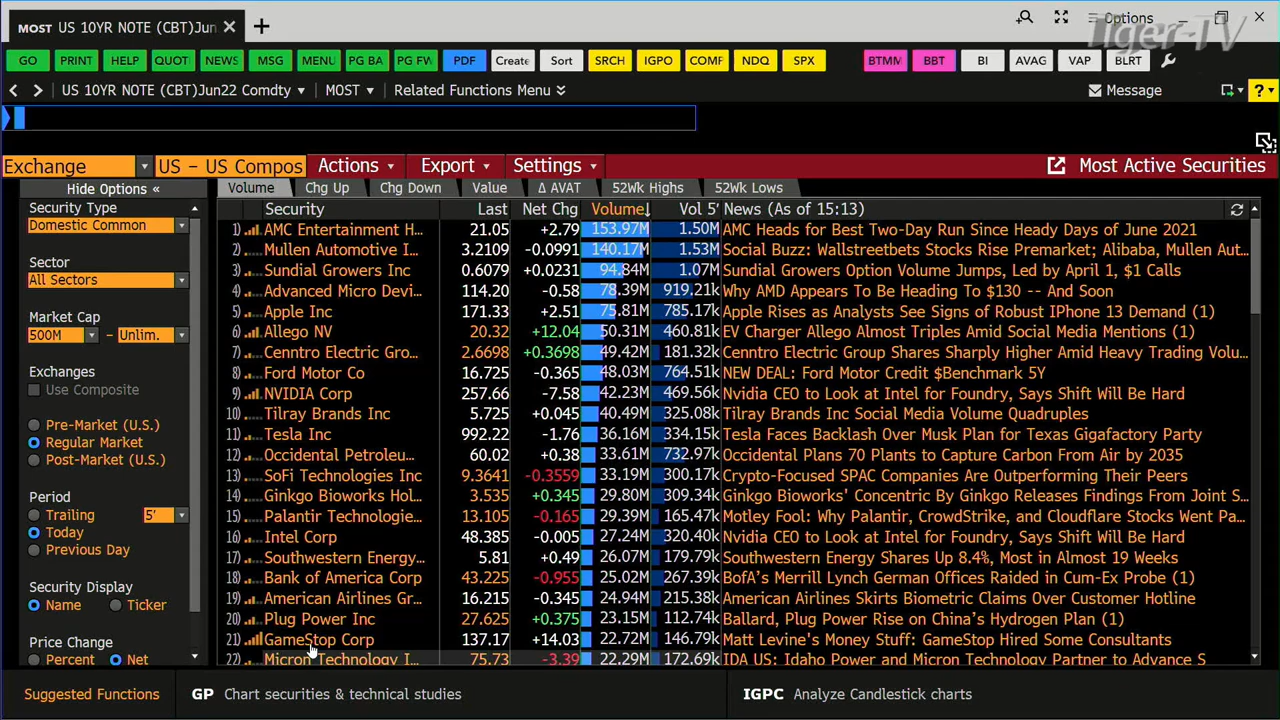 MOST US 10YR NOTE (CBT)Jun
Options
Tiger-TV
GO PRINT HELP QUOT NEWS MSG MENU PG BA PG FW PDF Create Sort SRCH IGPO COMF NDQ SPX BTMM BBT BI AVAG VAP BLRT
US 10YR NOTE (CBT)Jun22 Comdty MOST Related Functions Menu Message ?
Exchange US – US Compos Actions Export Settings Most Active Securities
Hide Options « Volume Chg Up Chg Down Value Δ AVAT 52Wk Highs 52Wk Lows
Security Type
Domestic Common
Sector
All Sectors
Market Cap
500M – Unlim.
Exchanges
Use Composite
Pre-Market (U.S.)
Regular Market
Post-Market (U.S.)
Period
Trailing 5'
Today
Previous Day
Security Display
Name Ticker
Price Change
Percent Net
Security Last Net Chg Volume↓ Vol 5' News (As of 15:13)
1) AMC Entertainment H… 21.05 +2.79 153.97M 1.50M AMC Heads for Best Two-Day Run Since Heady Days of June 2021
2) Mullen Automotive I… 3.2109 -0.0991 140.17M 1.53M Social Buzz: Wallstreetbets Stocks Rise Premarket; Alibaba, Mullen Aut…
3) Sundial Growers Inc 0.6079 +0.0231 94.84M 1.07M Sundial Growers Option Volume Jumps, Led by April 1, $1 Calls
4) Advanced Micro Devi… 114.20 -0.58 78.39M 919.21k Why AMD Appears To Be Heading To $130 -- And Soon
5) Apple Inc 171.33 +2.51 75.81M 785.17k Apple Rises as Analysts See Signs of Robust IPhone 13 Demand (1)
6) Allego NV 20.32 +12.04 50.31M 460.81k EV Charger Allego Almost Triples Amid Social Media Mentions (1)
7) Cenntro Electric Gro… 2.6698 +0.3698 49.42M 181.32k Cenntro Electric Group Shares Sharply Higher Amid Heavy Trading Volu…
8) Ford Motor Co 16.725 -0.365 48.03M 764.51k NEW DEAL: Ford Motor Credit $Benchmark 5Y
9) NVIDIA Corp 257.66 -7.58 42.23M 469.56k Nvidia CEO to Look at Intel for Foundry, Says Shift Will Be Hard
10) Tilray Brands Inc 5.725 +0.045 40.49M 325.08k Tilray Brands Inc Social Media Volume Quadruples
11) Tesla Inc 992.22 -1.76 36.16M 334.15k Tesla Faces Backlash Over Musk Plan for Texas Gigafactory Party
12) Occidental Petroleu… 60.02 +0.38 33.61M 732.97k Occidental Plans 70 Plants to Capture Carbon From Air by 2035
13) SoFi Technologies Inc 9.3641 -0.3559 33.19M 300.17k Crypto-Focused SPAC Companies Are Outperforming Their Peers
14) Ginkgo Bioworks Hol… 3.535 +0.345 29.80M 309.34k Ginkgo Bioworks' Concentric By Ginkgo Releases Findings From Joint S…
15) Palantir Technologie… 13.105 -0.165 29.39M 165.47k Motley Fool: Why Palantir, CrowdStrike, and Cloudflare Stocks Went Pa…
16) Intel Corp 48.385 -0.005 27.24M 320.40k Nvidia CEO to Look at Intel for Foundry, Says Shift Will Be Hard
17) Southwestern Energy… 5.81 +0.49 26.07M 179.79k Southwestern Energy Shares Up 8.4%, Most in Almost 19 Weeks
18) Bank of America Corp 43.225 -0.955 25.02M 267.39k BofA's Merrill Lynch German Offices Raided in Cum-Ex Probe (1)
19) American Airlines Gr… 16.215 -0.345 24.94M 215.38k American Airlines Skirts Biometric Claims Over Customer Hotline
20) Plug Power Inc 27.625 +0.375 23.15M 112.74k Ballard, Plug Power Rise on China's Hydrogen Plan (1)
21) GameStop Corp 137.17 +14.03 22.72M 146.79k Matt Levine's Money Stuff: GameStop Hired Some Consultants
22) Micron Technology I… 75.73 -3.39 22.29M 172.69k IDA US: Idaho Power and Micron Technology Partner to Advance S
Suggested Functions GP Chart securities & technical studies IGPC Analyze Candlestick charts